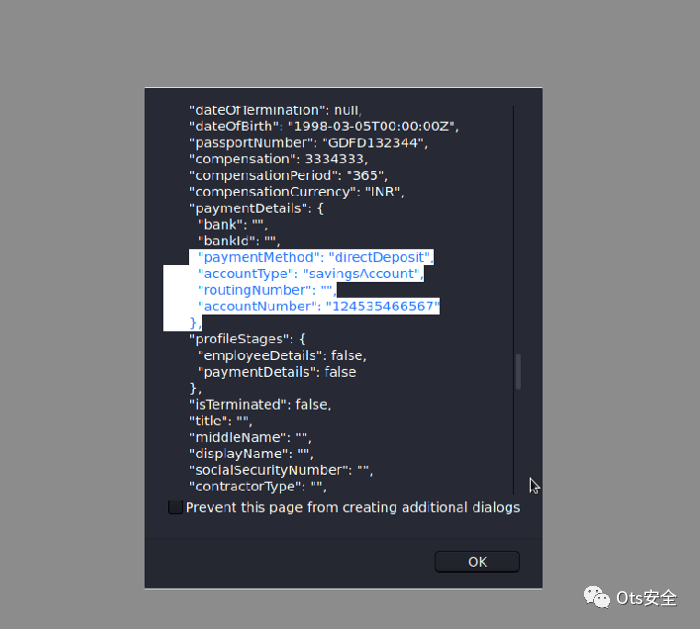 "dateOfTermination": null,
"dateOfBirth": "1998-03-05T00:00:00Z",
"passportNumber": "GDFD132344",
"compensation": 3334333,
"compensationPeriod": "365",
"compensationCurrency": "INR",
"paymentDetails": {
"bank": "",
"bankId": "",
"paymentMethod": "directDeposit",
"accountType": "savingsAccount",
"routingNumber": "",
"accountNumber": "124535466567"
},
"profileStages": {
"employeeDetails": false,
"paymentDetails": false
},
"isTerminated": false,
"title": "",
"middleName": "",
"displayName": "",
"socialSecurityNumber": "",
"contractorType": "",
Prevent this page from creating additional dialogs
OK
Ots安全